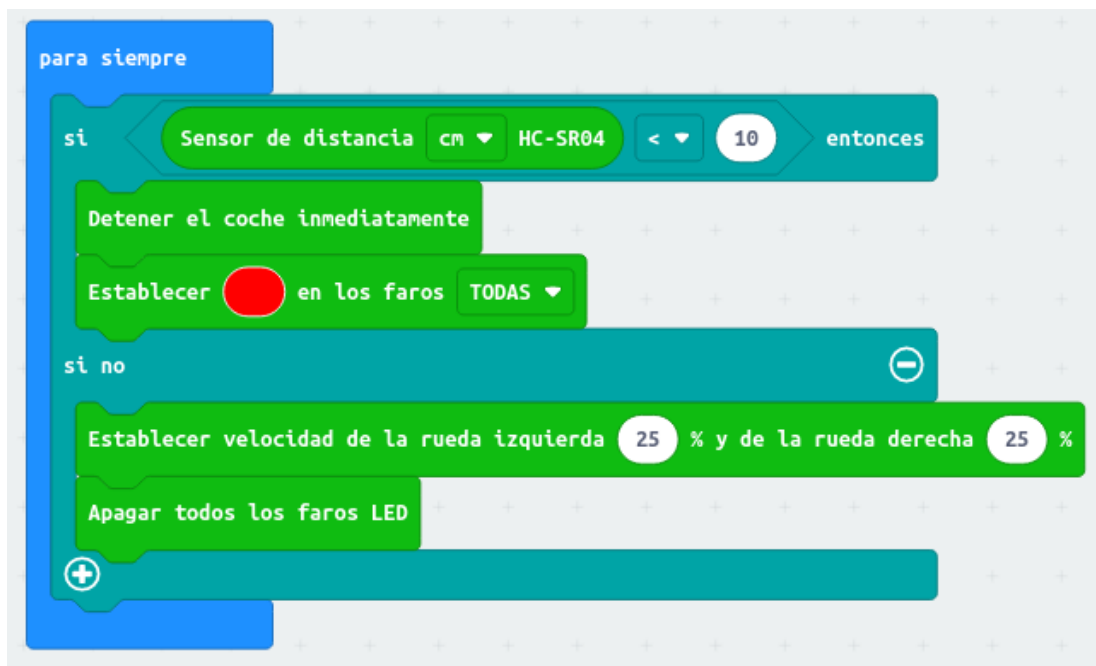 para siempre
si Sensor de distancia cm HC-SR04 < 10 entonces
Detener el coche inmediatamente
Establecer en los faros TODAS
si no
Establecer velocidad de la rueda izquierda 25 % y de la rueda derecha 25 %
Apagar todos los faros LED